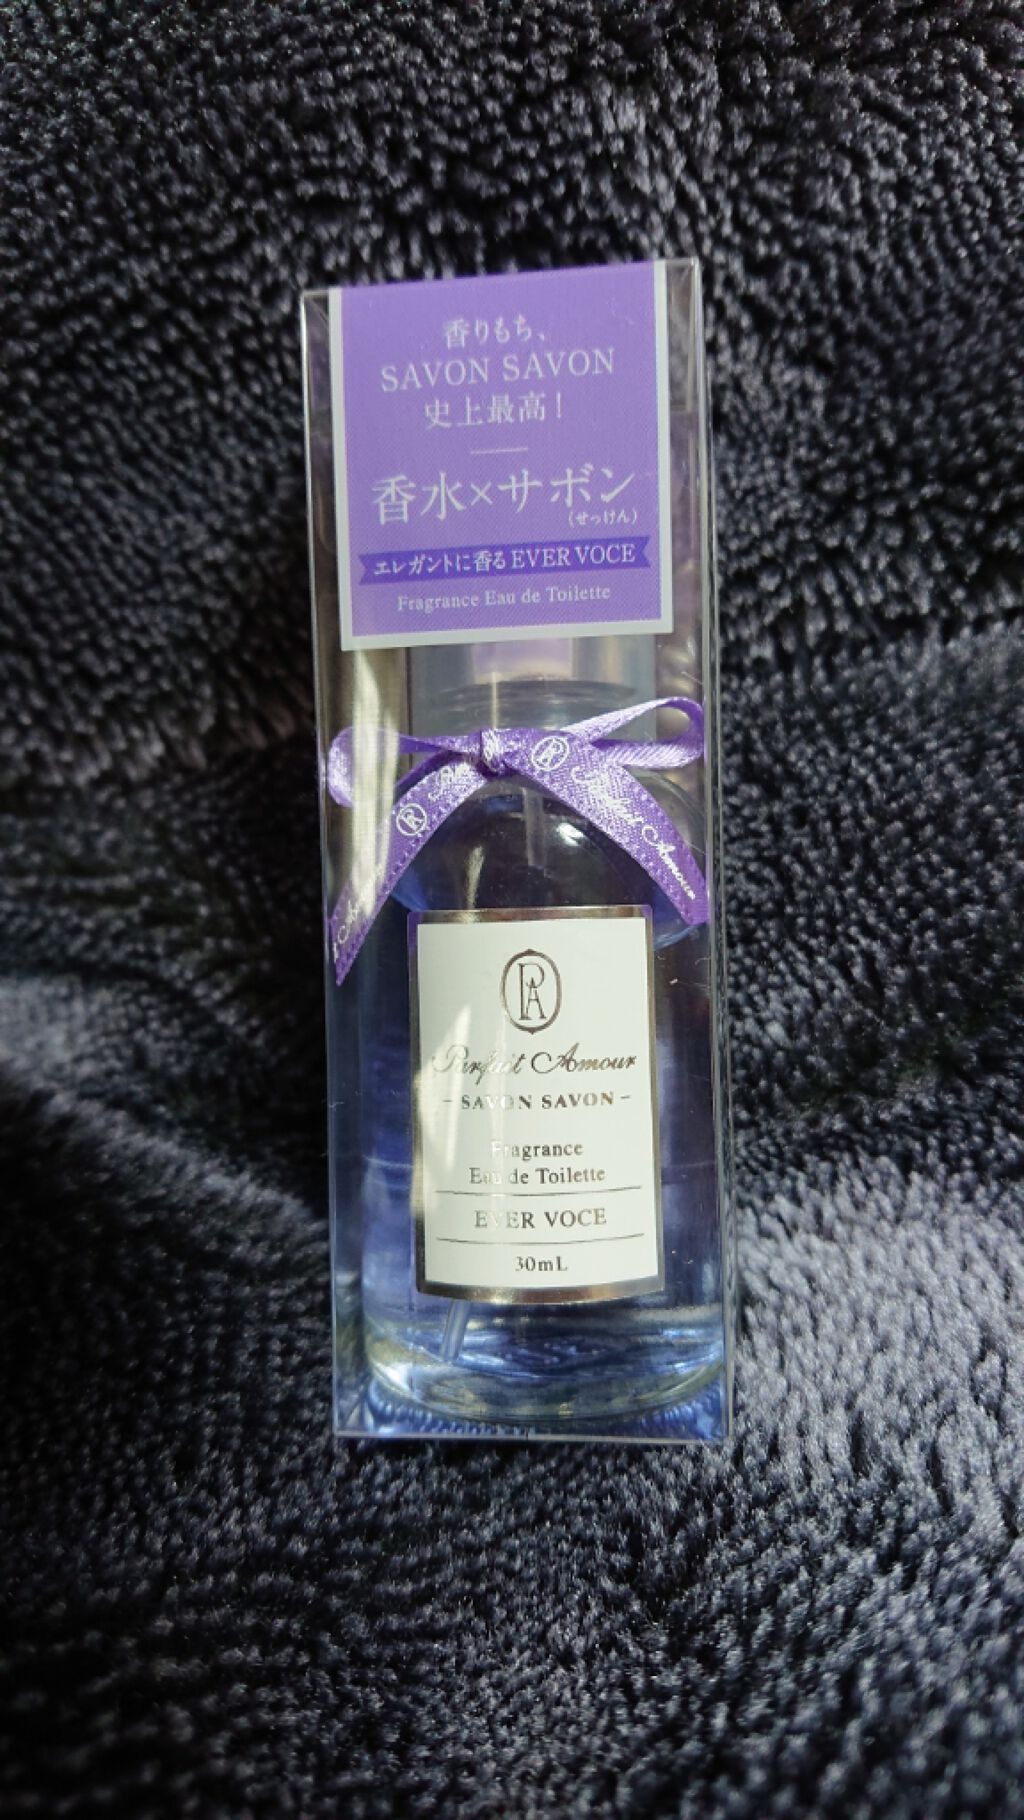 香りもち、
SAVON SAVON
史上最高！
香水×サボン
（せっけん）
エレガントに香る EVER VOCE
Fragrance Eau de Toilette
Parfait Amour
PA
Parfait Amour
- SAVON SAVON -
Fragrance
Eau de Toilette
EVER VOCE
30mL